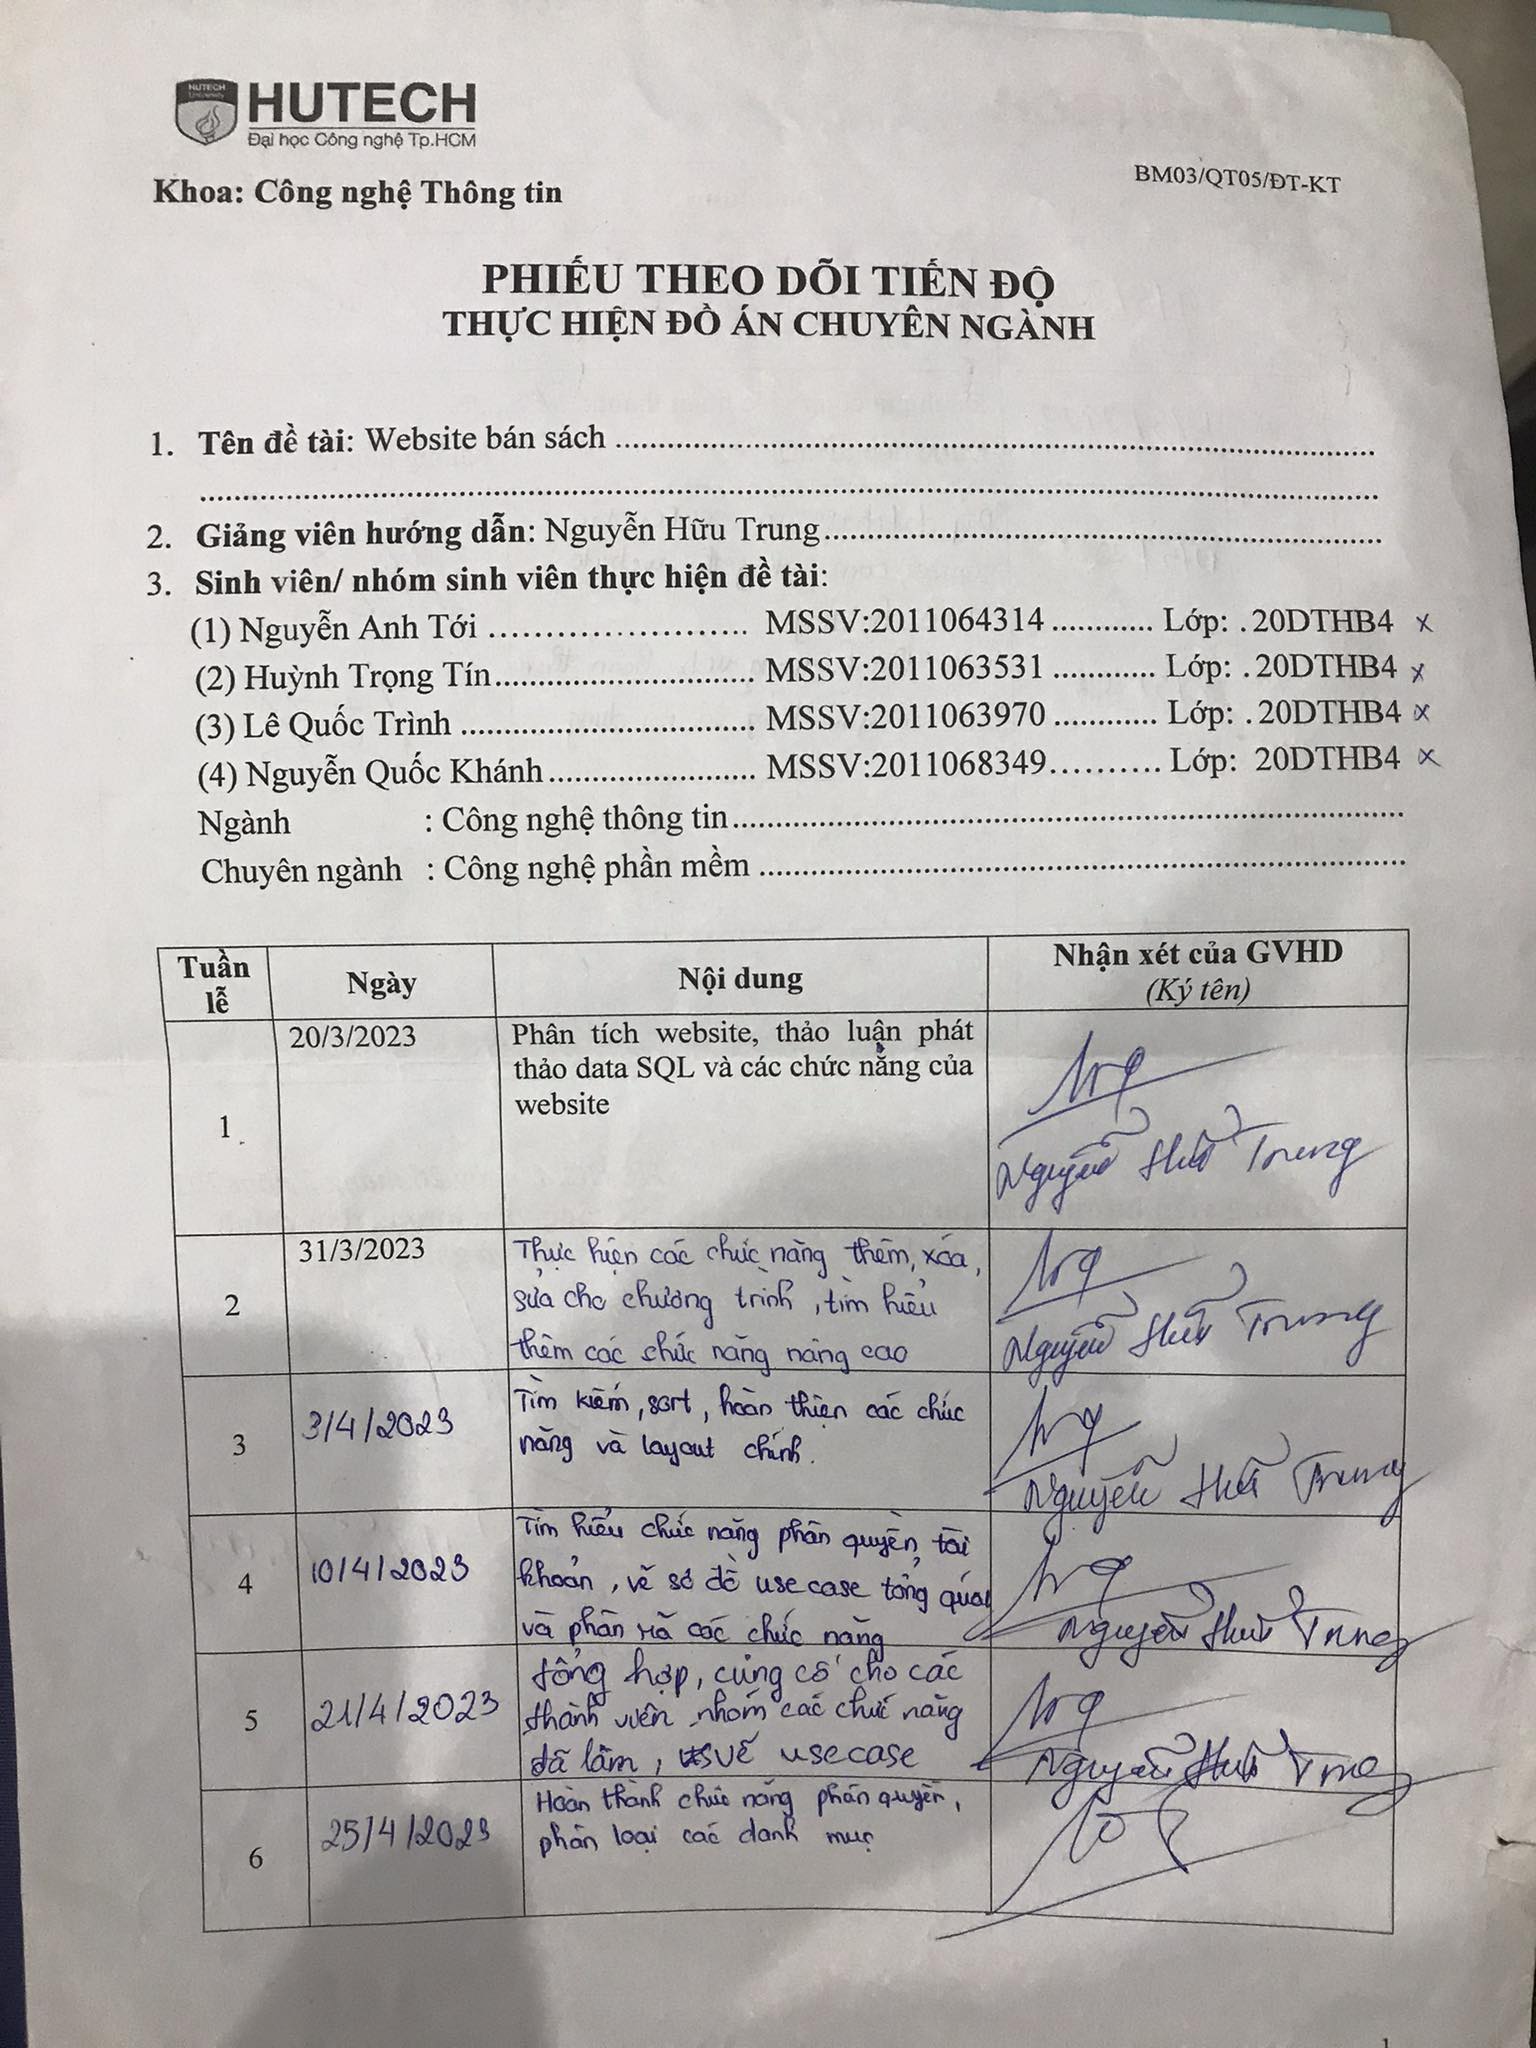 HUTECH
University
HUTECH
Đại học Công nghệ Tp.HCM
Khoa: Công nghệ Thông tin
BM03/QT05/ĐT-KT
PHIẾU THEO DÕI TIẾN ĐỘ
THỰC HIỆN ĐỒ ÁN CHUYÊN NGÀNH
1. Tên đề tài: Website bán sách
2. Giảng viên hướng dẫn: Nguyễn Hữu Trung
3. Sinh viên/ nhóm sinh viên thực hiện đề tài:
(1) Nguyễn Anh Tới MSSV:2011064314 Lớp: .20DTHB4 x
(2) Huỳnh Trọng Tín MSSV:2011063531 Lớp: .20DTHB4 x
(3) Lê Quốc Trình MSSV:2011063970 Lớp: .20DTHB4 x
(4) Nguyễn Quốc Khánh MSSV:2011068349 Lớp: 20DTHB4 x
Ngành : Công nghệ thông tin
Chuyên ngành : Công nghệ phần mềm
Tuần lễ
Ngày
Nội dung
Nhận xét của GVHD
(Ký tên)
1
20/3/2023
Phân tích website, thảo luận phát
thảo data SQL và các chức năng của
website
Nguyễn Hữu Trung
2
31/3/2023
Thực hiện các chức năng thêm, xóa,
sửa cho chương trình, tìm hiểu
thêm các chức năng nâng cao
Nguyễn Hữu Trung
3
3/4/2023
Tìm kiếm, sort, hoàn thiện các chức
năng và layout chính.
Nguyễn Hữu Trung
4
10/4/2023
Tìm hiểu chức năng phân quyền, tài
khoản, vẽ sơ đồ use case tổng quát
và phân rã các chức năng
Nguyễn Hữu Trung
5
21/4/2023
tổng hợp, củng cố cho các
thành viên nhóm các chức năng
đã làm, vẽ usecase
Nguyễn Hữu Trung
6
25/4/2023
Hoàn thành chức năng phân quyền,
phân loại các danh mục
1